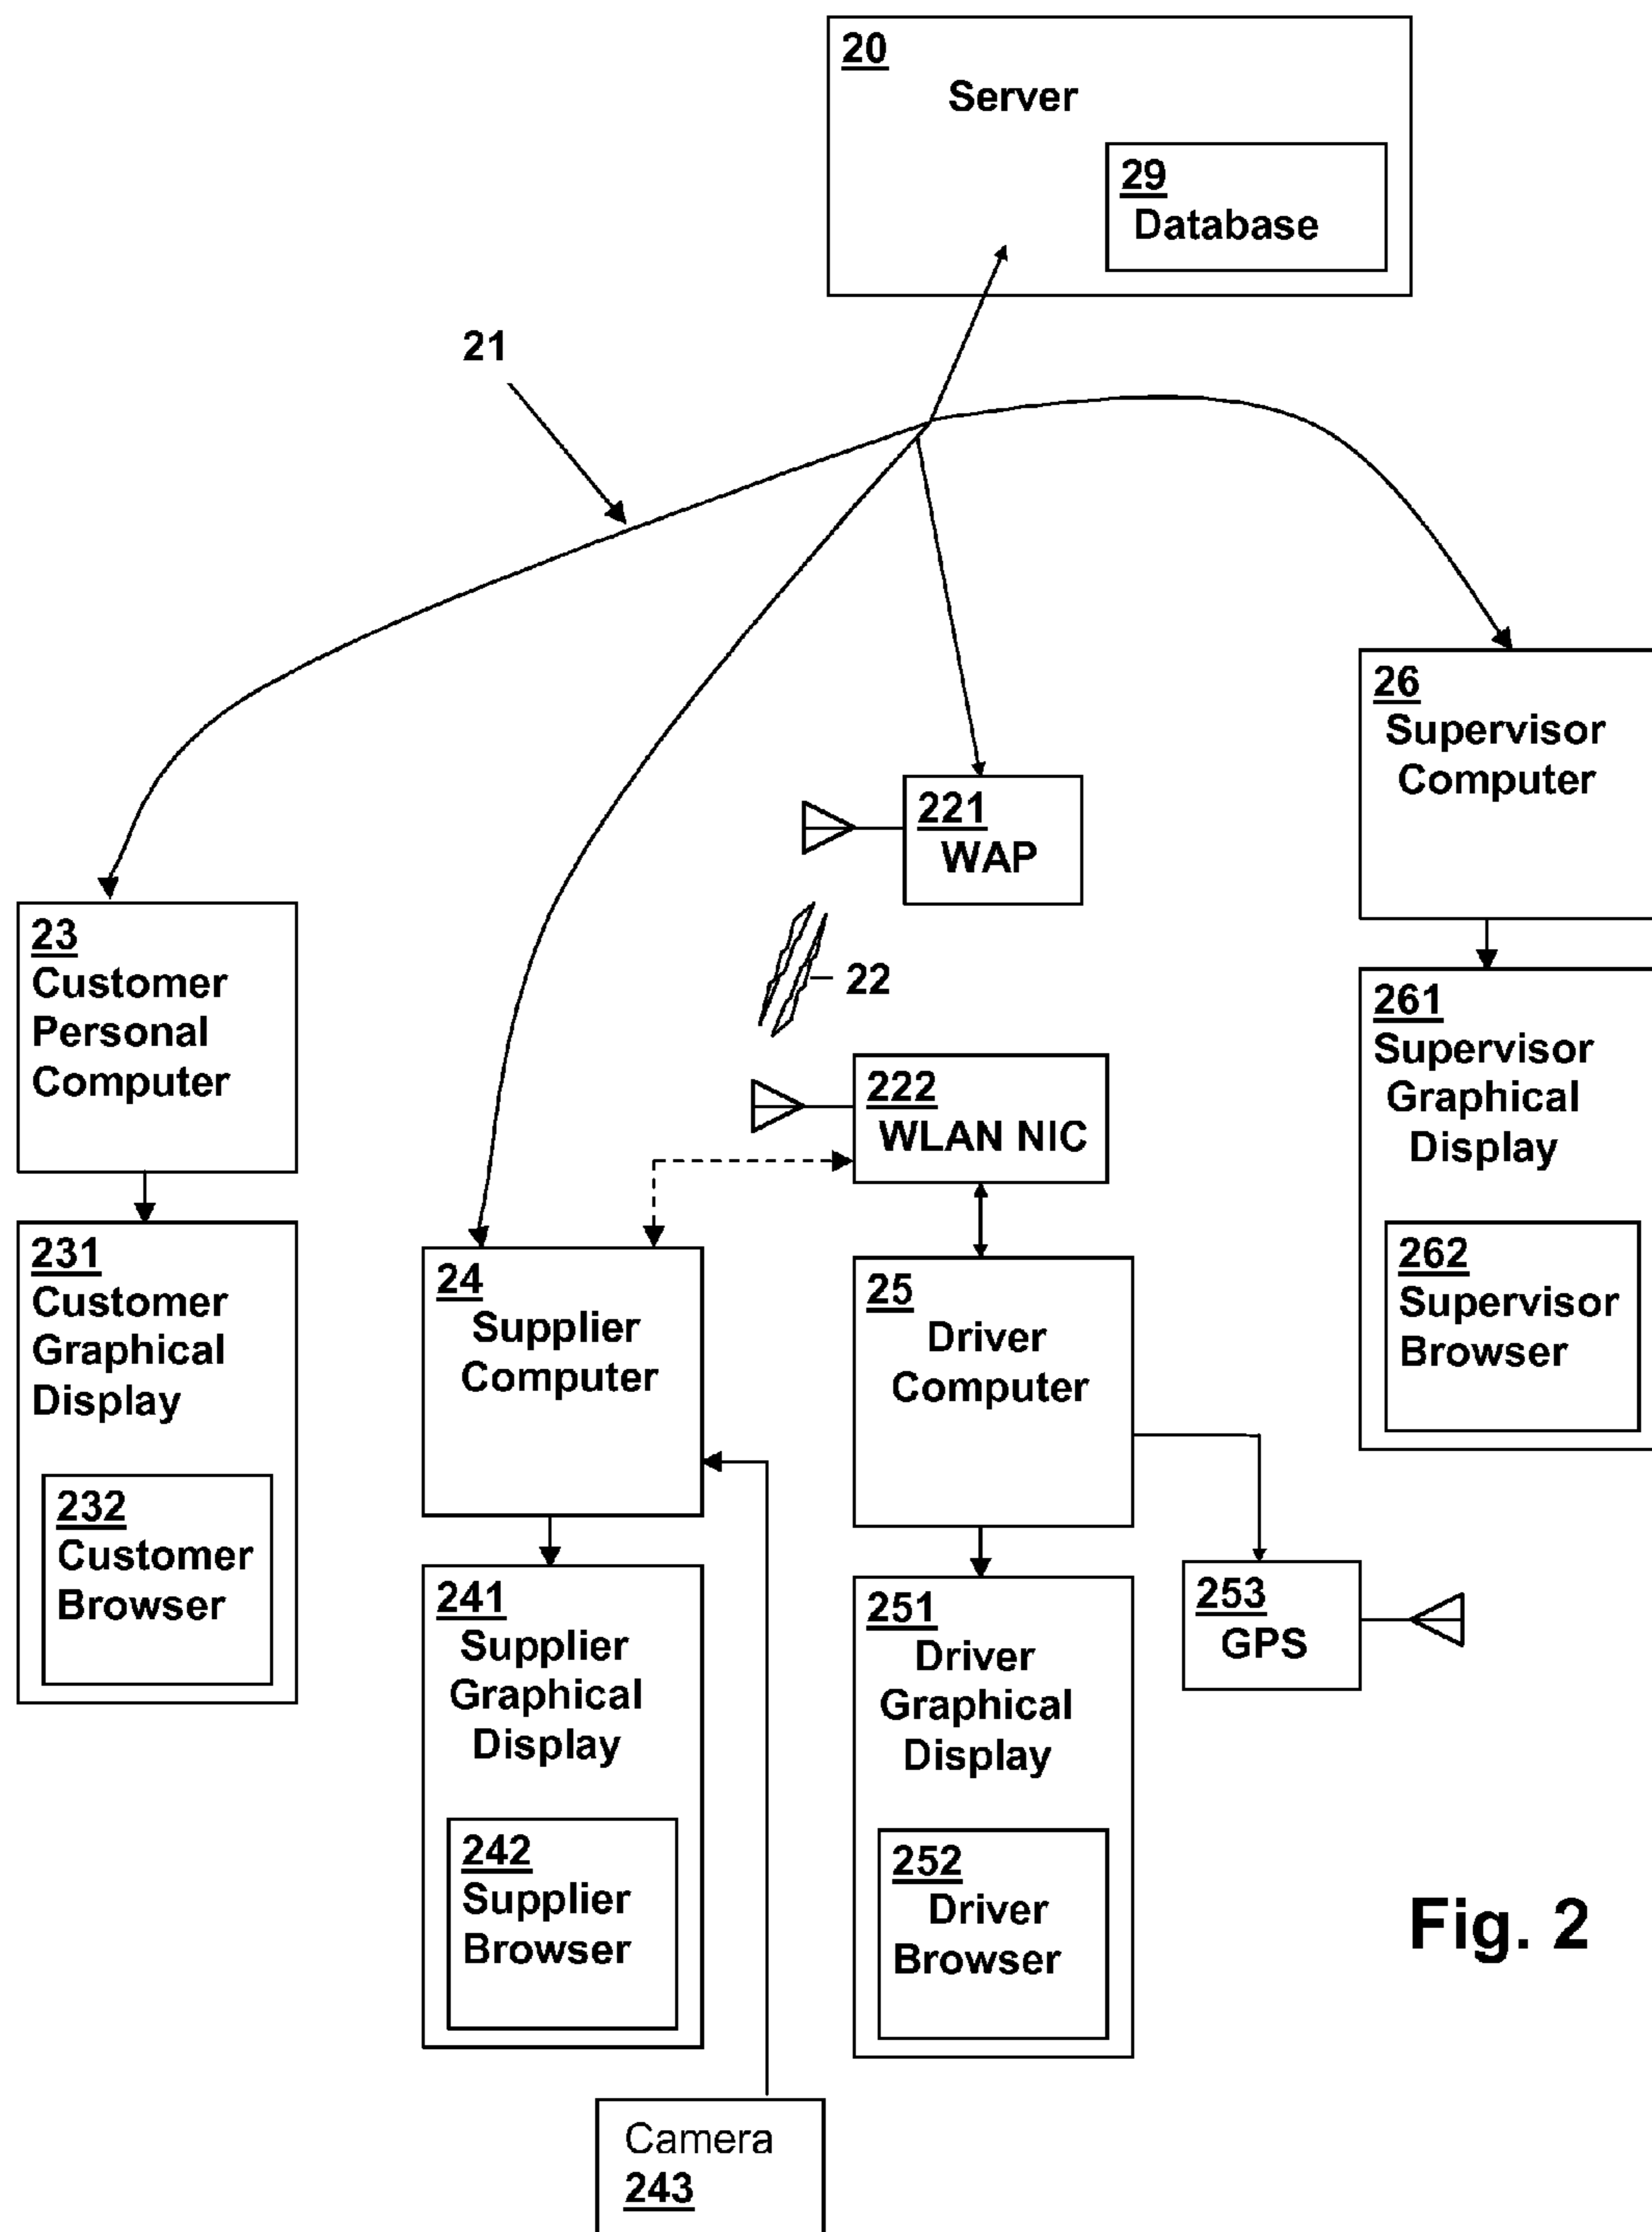 20
Server
29
Database
21
26
Supervisor
Computer
221
WAP
23
Customer
Personal
Computer
22
261
Supervisor
Graphical
Display
222
WLAN NIC
231
Customer
Graphical
Display
24
Supplier
Computer
25
Driver
Computer
262
Supervisor
Browser
232
Customer
Browser
241
Supplier
Graphical
Display
251
Driver
Graphical
Display
253
GPS
242
Supplier
Browser
252
Driver
Browser
Fig. 2
Camera
243